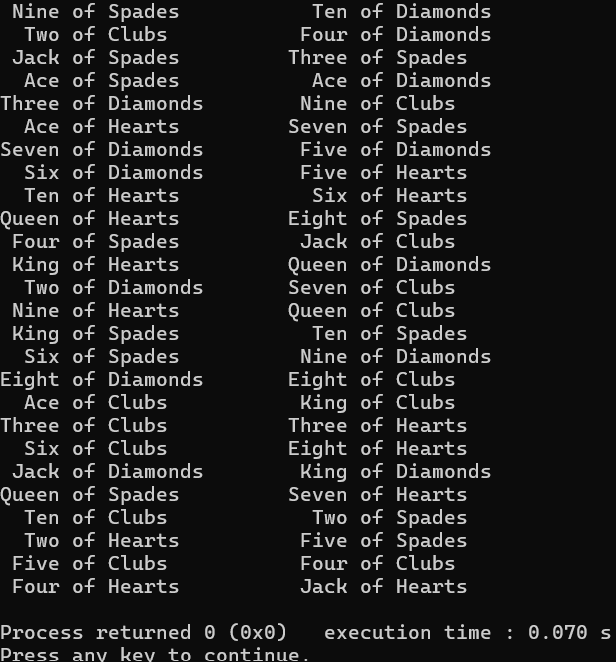 Nine of Spades Ten of Diamonds
Two of Clubs Four of Diamonds
Jack of Spades Three of Spades
Ace of Spades Ace of Diamonds
Three of Diamonds Nine of Clubs
Ace of Hearts Seven of Spades
Seven of Diamonds Five of Diamonds
Six of Diamonds Five of Hearts
Ten of Hearts Six of Hearts
Queen of Hearts Eight of Spades
Four of Spades Jack of Clubs
King of Hearts Queen of Diamonds
Two of Diamonds Seven of Clubs
Nine of Hearts Queen of Clubs
King of Spades Ten of Spades
Six of Spades Nine of Diamonds
Eight of Diamonds Eight of Clubs
Ace of Clubs King of Clubs
Three of Clubs Three of Hearts
Six of Clubs Eight of Hearts
Jack of Diamonds King of Diamonds
Queen of Spades Seven of Hearts
Ten of Clubs Two of Spades
Two of Hearts Five of Spades
Five of Clubs Four of Clubs
Four of Hearts Jack of Hearts
Process returned 0 (0x0) execution time : 0.070 s
Press any key to continue.